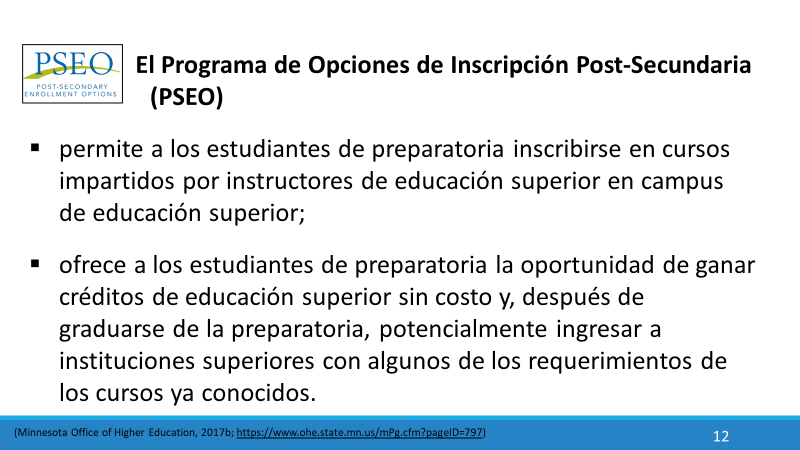 PSEO
POST-SECONDARY
ENROLLMENT OPTIONS
El Programa de Opciones de Inscripción Post-Secundaria
(PSEO)
▪ permite a los estudiantes de preparatoria inscribirse en cursos
impartidos por instructores de educación superior en campus
de educación superior;
▪ ofrece a los estudiantes de preparatoria la oportunidad de ganar
créditos de educación superior sin costo y, después de
graduarse de la preparatoria, potencialmente ingresar a
instituciones superiores con algunos de los requerimientos de
los cursos ya conocidos.
(Minnesota Office of Higher Education, 2017b; https://www.ohe.state.mn.us/mPg.cfm?pageID=797)
12